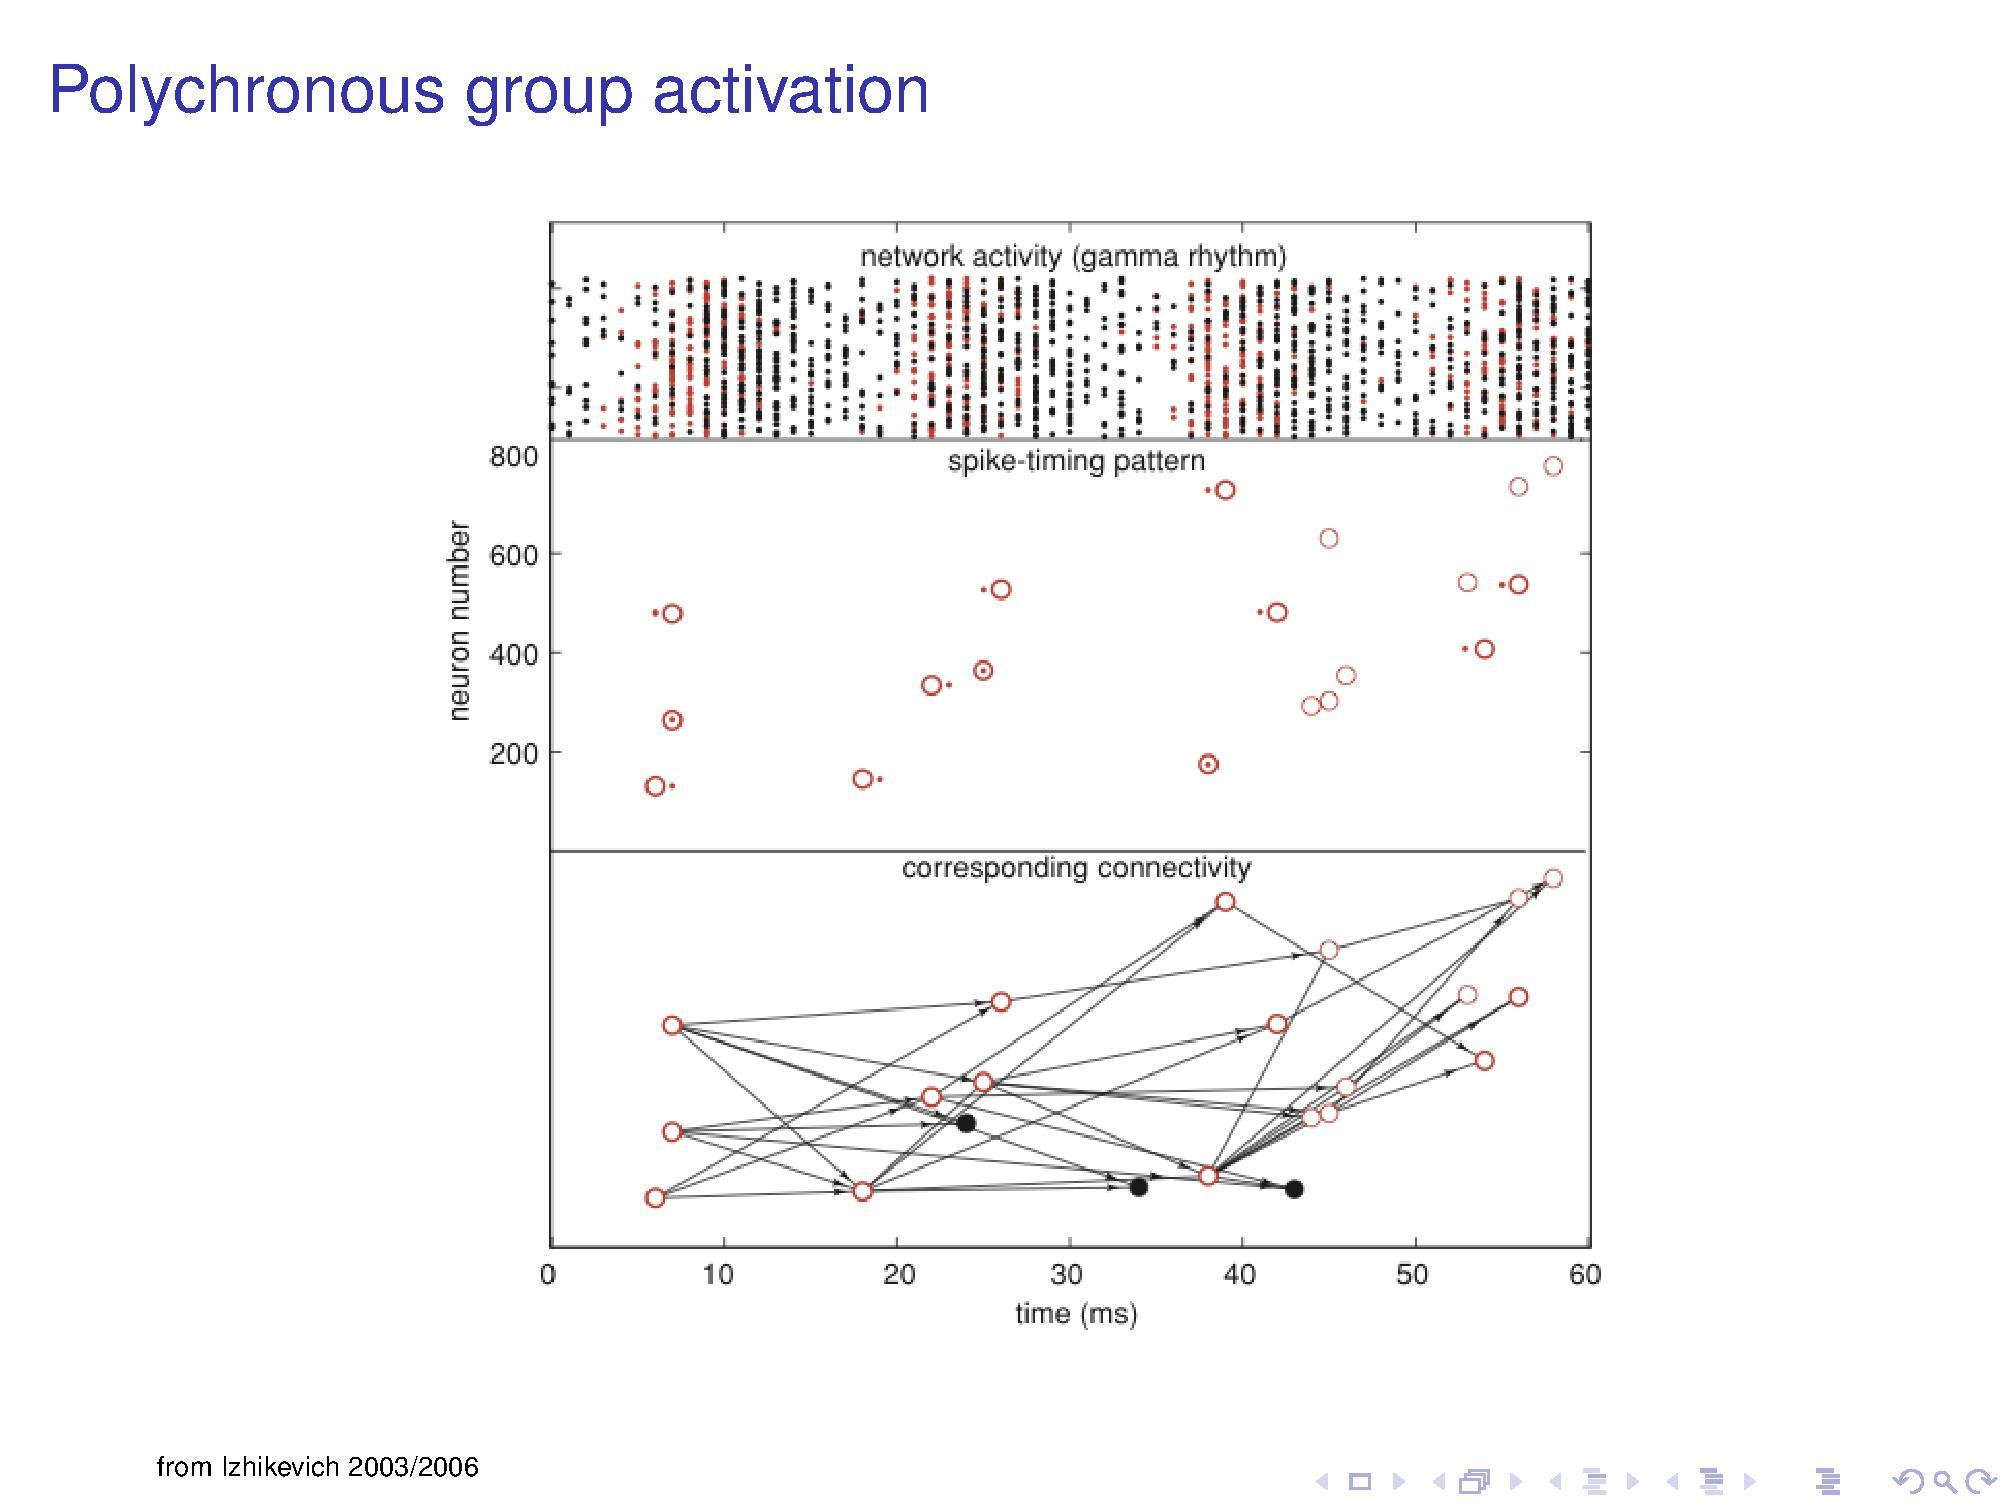 Polychronous group activation
network activity (gamma rhythm)
spike-timing pattern
800
600
400
200
neuron number
corresponding connectivity
0 10 20 30 40 50 60
time (ms)
from Izhikevich 2003/2006